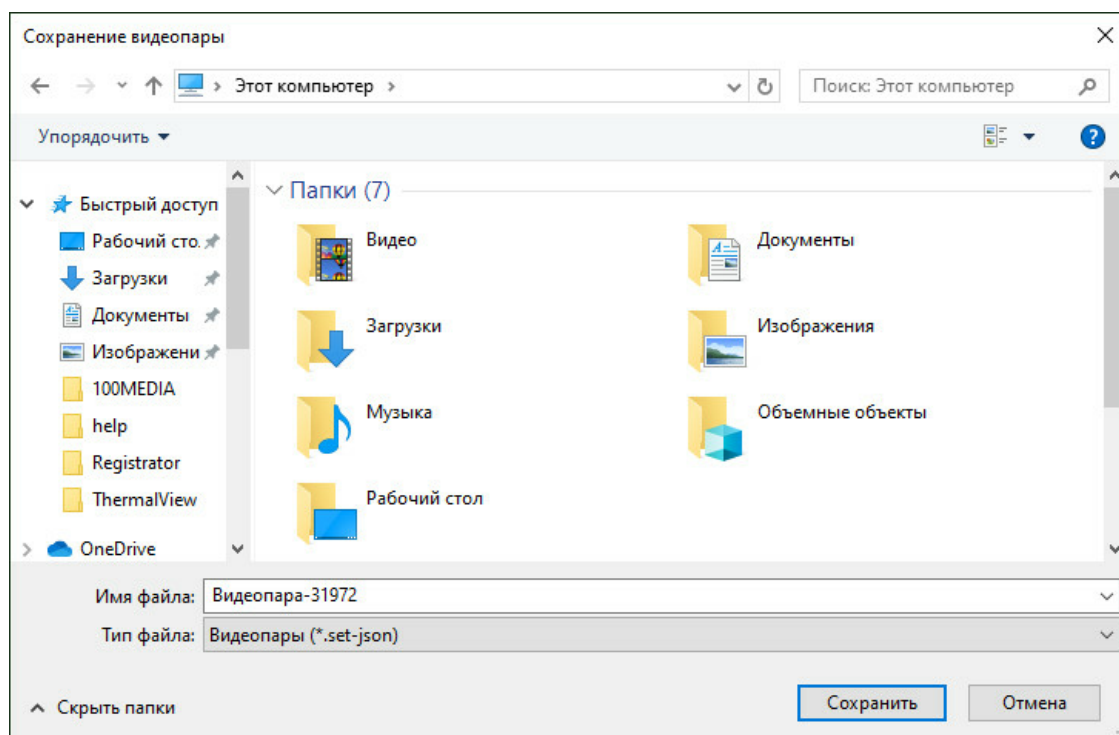 Сохранение видеопары
Этот компьютер
Поиск: Этот компьютер
Упорядочить
Быстрый доступ
Рабочий сто.
Загрузки
Документы
Изображени
100MEDIA
help
Registrator
ThermalView
OneDrive
Папки (7)
Видео
Документы
Загрузки
Изображения
Музыка
Объемные объекты
Рабочий стол
Имя файла: Видеопара-31972
Тип файла: Видеопары (*.set-json)
Скрыть папки
Сохранить
Отмена